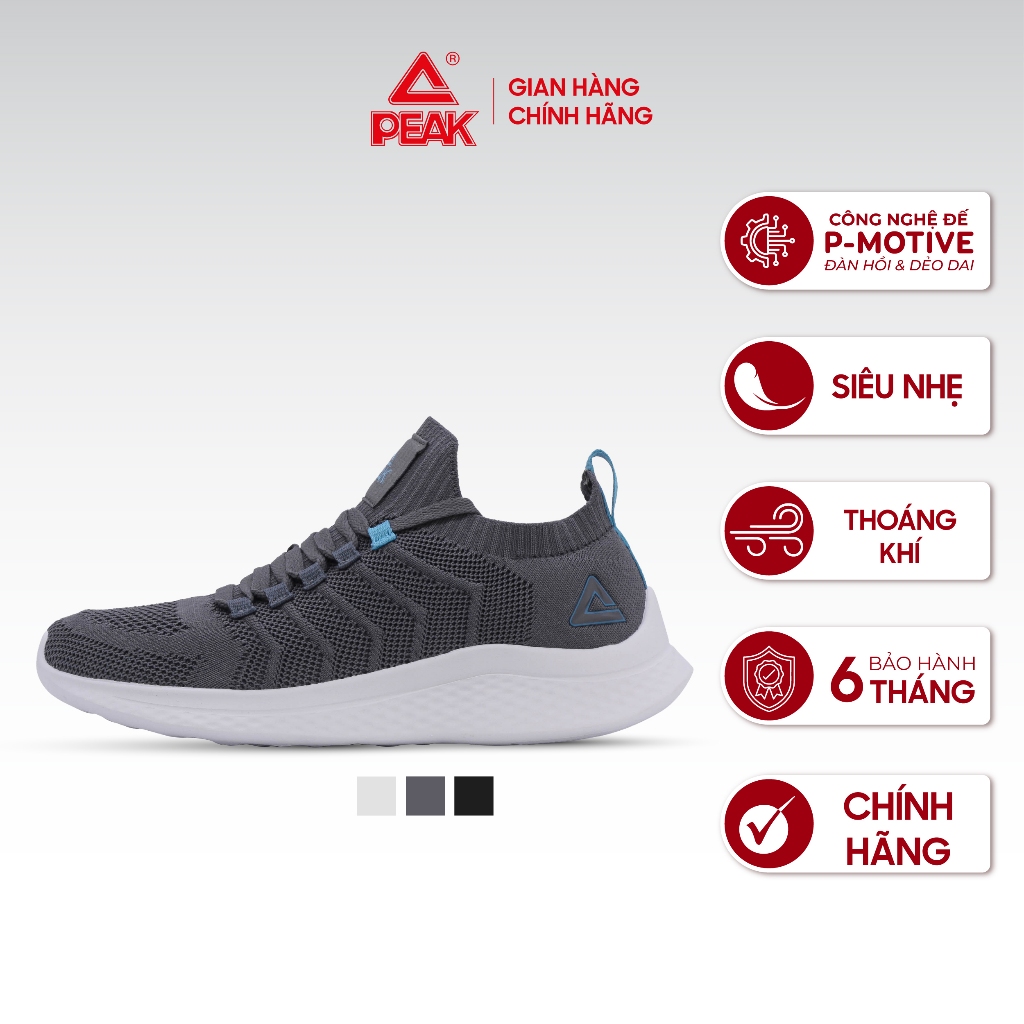 PEAK
®
GIAN HÀNG
CHÍNH HÃNG
CÔNG NGHỆ ĐẾ
P-MOTIVE
ĐÀN HỒI & DẺO DAI
SIÊU NHẸ
THOÁNG
KHÍ
6 BẢO HÀNH
THÁNG
CHÍNH
HÃNG